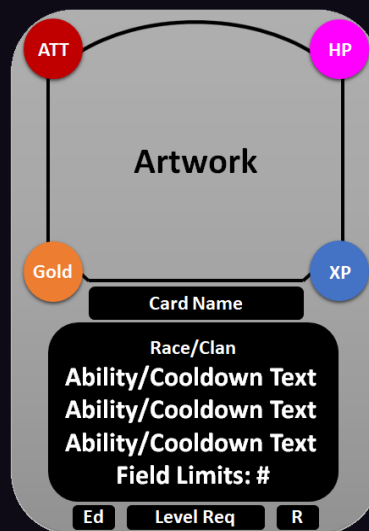 ATT
HP
Artwork
Gold
XP
Card Name
Race/Clan
Ability/Cooldown Text
Ability/Cooldown Text
Ability/Cooldown Text
Field Limits: #
Ed
Level Req
R